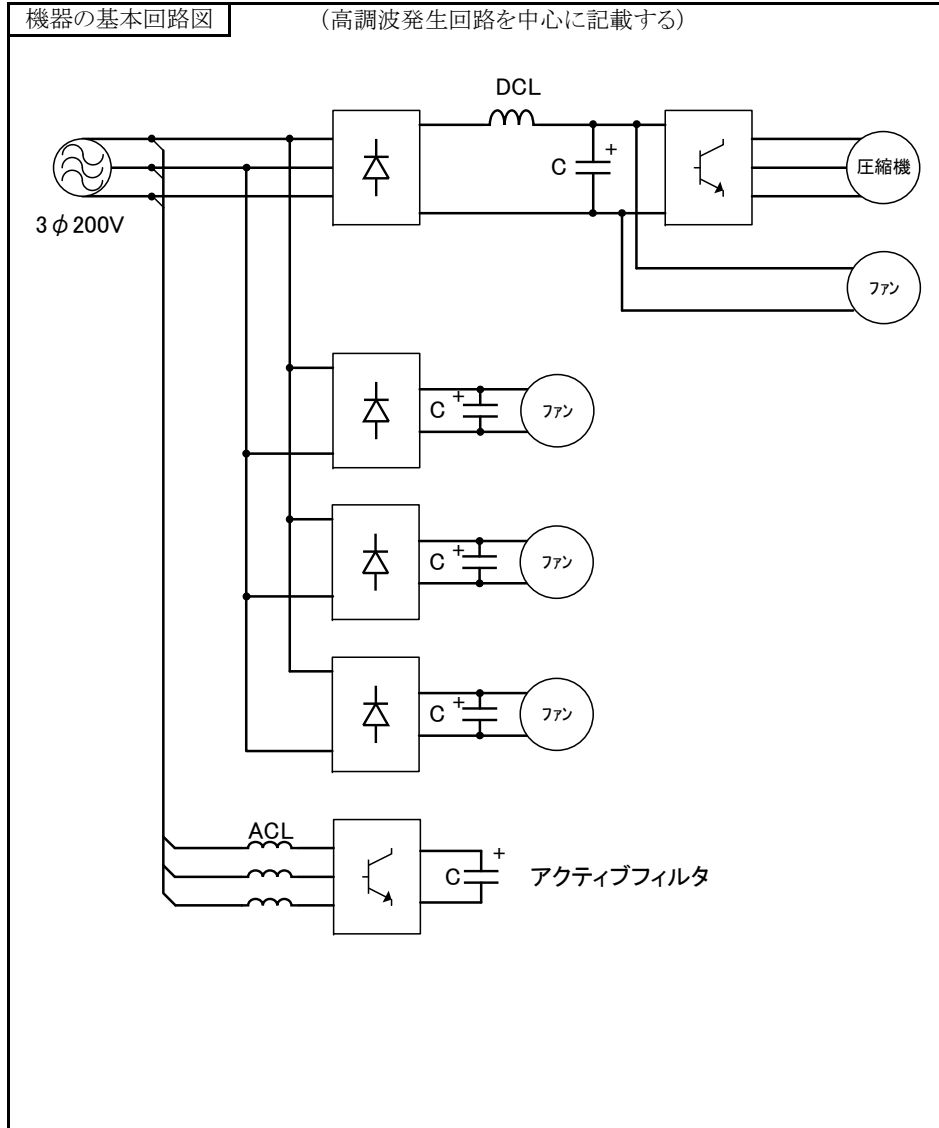 機器の基本回路図
(高調波発生回路を中心に記載する)
DCL
C
+
圧縮機
3φ200V
ファン
C
+
ファン
C
+
ファン
C
+
ファン
ACL
C
+
アクティブフィルタ